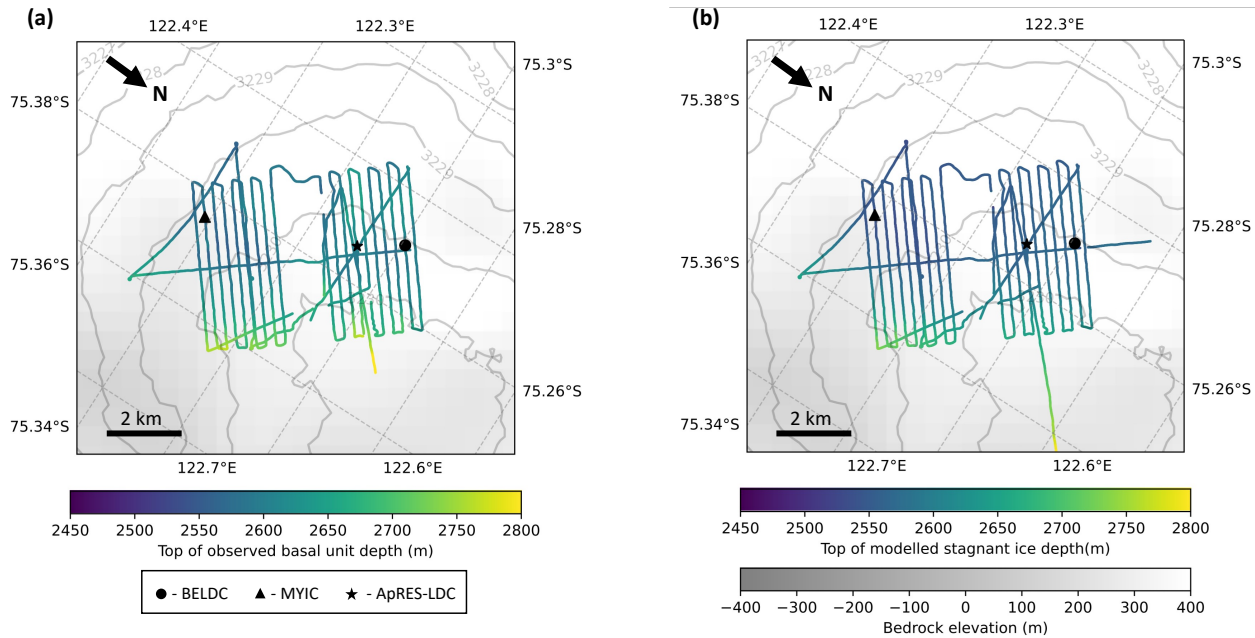 (a)
122.4°E 122.3°E
3227
3228
3229
N
75.3°S
75.38°S
3229
75.28°S
75.36°S
75.26°S
75.34°S
2 km
122.7°E 122.6°E
2450 2500 2550 2600 2650 2700 2750 2800
Top of observed basal unit depth (m)
● - BELDC ▲ - MYIC ★ - ApRES-LDC
(b)
122.4°E 122.3°E
3227
3228
3229
3228
N
75.3°S
75.38°S
3229
75.28°S
75.36°S
75.26°S
75.34°S
2 km
122.7°E 122.6°E
2450 2500 2550 2600 2650 2700 2750 2800
Top of modelled stagnant ice depth(m)
−400 −300 −200 −100 0 100 200 300 400
Bedrock elevation (m)